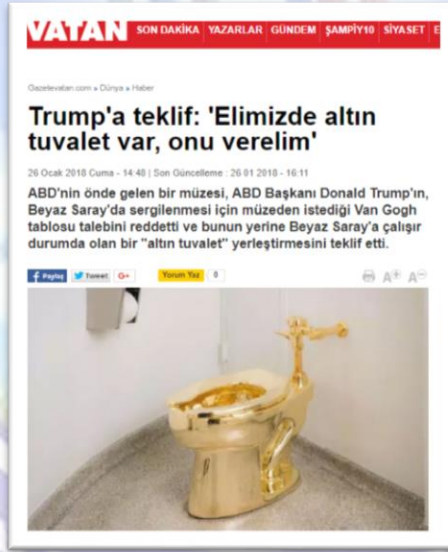 VATAN SON DAKİKA YAZARLAR GÜNDEM ŞAMPİY10 SİYASET E
Gazetevatan.com » Dünya » Haber
Trump'a teklif: 'Elimizde altın
tuvalet var, onu verelim'
26 Ocak 2018 Cuma - 14:48 | Son Güncelleme : 26 01 2018 - 16:11
ABD'nin önde gelen bir müzesi, ABD Başkanı Donald Trump'ın,
Beyaz Saray'da sergilenmesi için müzeden istediği Van Gogh
tablosu talebini reddetti ve bunun yerine Beyaz Saray'a çalışır
durumda olan bir "altın tuvalet" yerleştirmesini teklif etti.
f Paylaş Tweet G+ Yorum Yaz 0 A+ A-